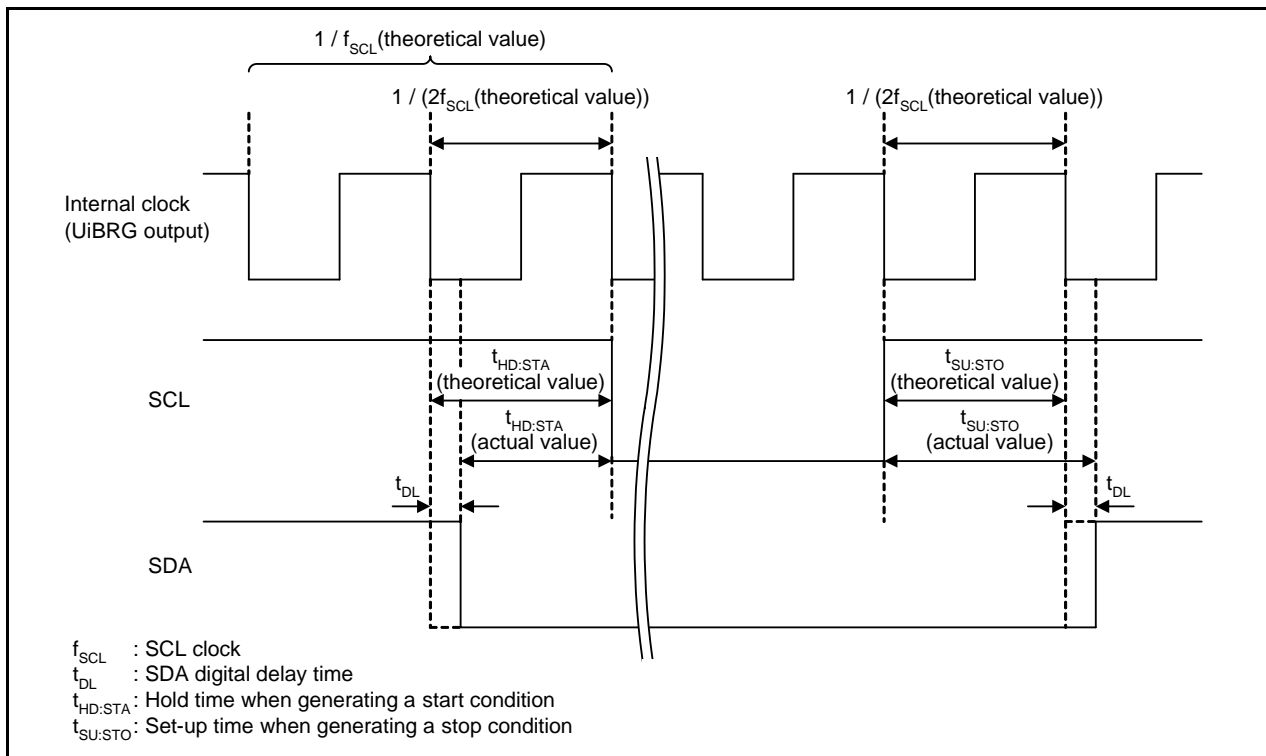 1 / fSCL(theoretical value)
1 / (2fSCL(theoretical value))
1 / (2fSCL(theoretical value))
Internal clock
(UiBRG output)
SCL
tHD:STA
(theoretical value)
tHD:STA
(actual value)
tSU:STO
(theoretical value)
tSU:STO
(actual value)
tDL
tDL
SDA
fSCL : SCL clock
tDL : SDA digital delay time
tHD:STA : Hold time when generating a start condition
tSU:STO : Set-up time when generating a stop condition